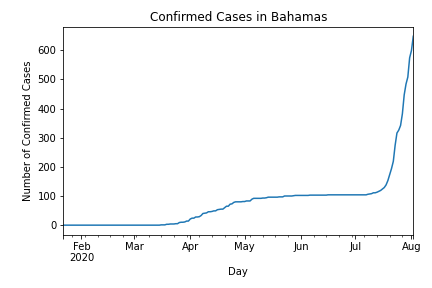 Confirmed Cases in Bahamas
Number of Confirmed Cases
600
500
400
300
200
100
0
Feb
2020
Mar
Apr
May
Jun
Jul
Aug
Day